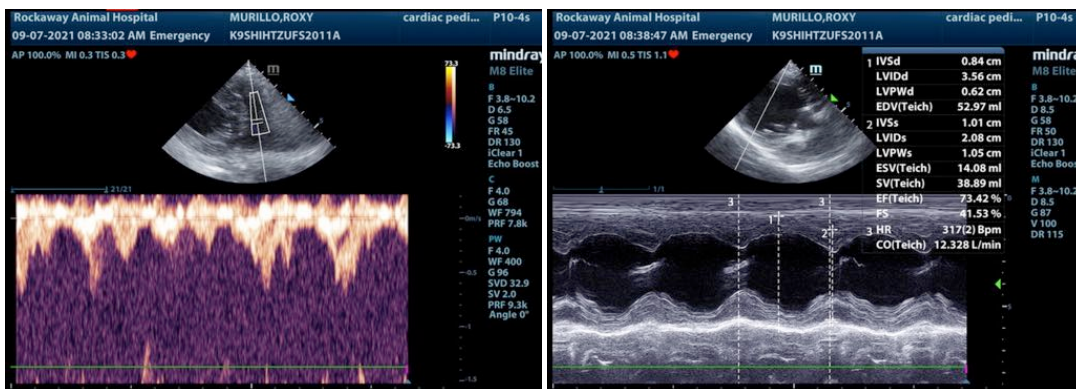 Rockaway Animal Hospital MURILLO,ROXY cardiac pedi... P10-4s
09-07-2021 08:33:02 AM Emergency K9SHIHTZUFS2011A
AP 100.0% MI 0.3 TIS 0.3
mindray
M8 Elite
m
73.3
-73.3
5
B
F 3.8~10.2
D 6.5
G 58
FR 45
DR 130
iClear 1
Echo Boost
C
F 4.0
G 68
WF 794
PRF 7.8k
PW
F 4.0
WF 400
G 96
SVD 32.9
SV 2.0
PRF 9.3k
Angle 0°
21/21
0m/s
-0.5
-1
-1.5
Rockaway Animal Hospital MURILLO,ROXY cardiac pedi... P10-4s
09-07-2021 08:38:47 AM Emergency K9SHIHTZUFS2011A
AP 100.0% MI 0.5 TIS 1.1
mindray
M8 Elite
m
1 IVSd 0.84 cm
LVIDd 3.56 cm
LVPWd 0.62 cm
EDV(Teich) 52.97 ml
2 IVSs 1.01 cm
LVIDs 2.08 cm
LVPWs 1.05 cm
ESV(Teich) 14.08 ml
SV(Teich) 38.89 ml
EF(Teich) 73.42 %
FS 41.53 %
3 HR 317(2) Bpm
CO(Teich) 12.328 L/min
B
F 3.8~10.2
D 8.5
G 58
FR 50
DR 130
iClear 1
Echo Boost
M
F 3.8~10.2
D 8.5
G 87
V 100
DR 115
1/1
3
3
1
2
5